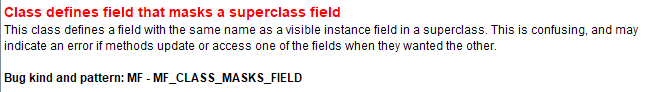 Class defines field that masks a superclass field
This class defines a field with the same name as a visible instance field in a superclass. This is confusing, and may
indicate an error if methods update or access one of the fields when they wanted the other.
Bug kind and pattern: MF - MF_CLASS_MASKS_FIELD